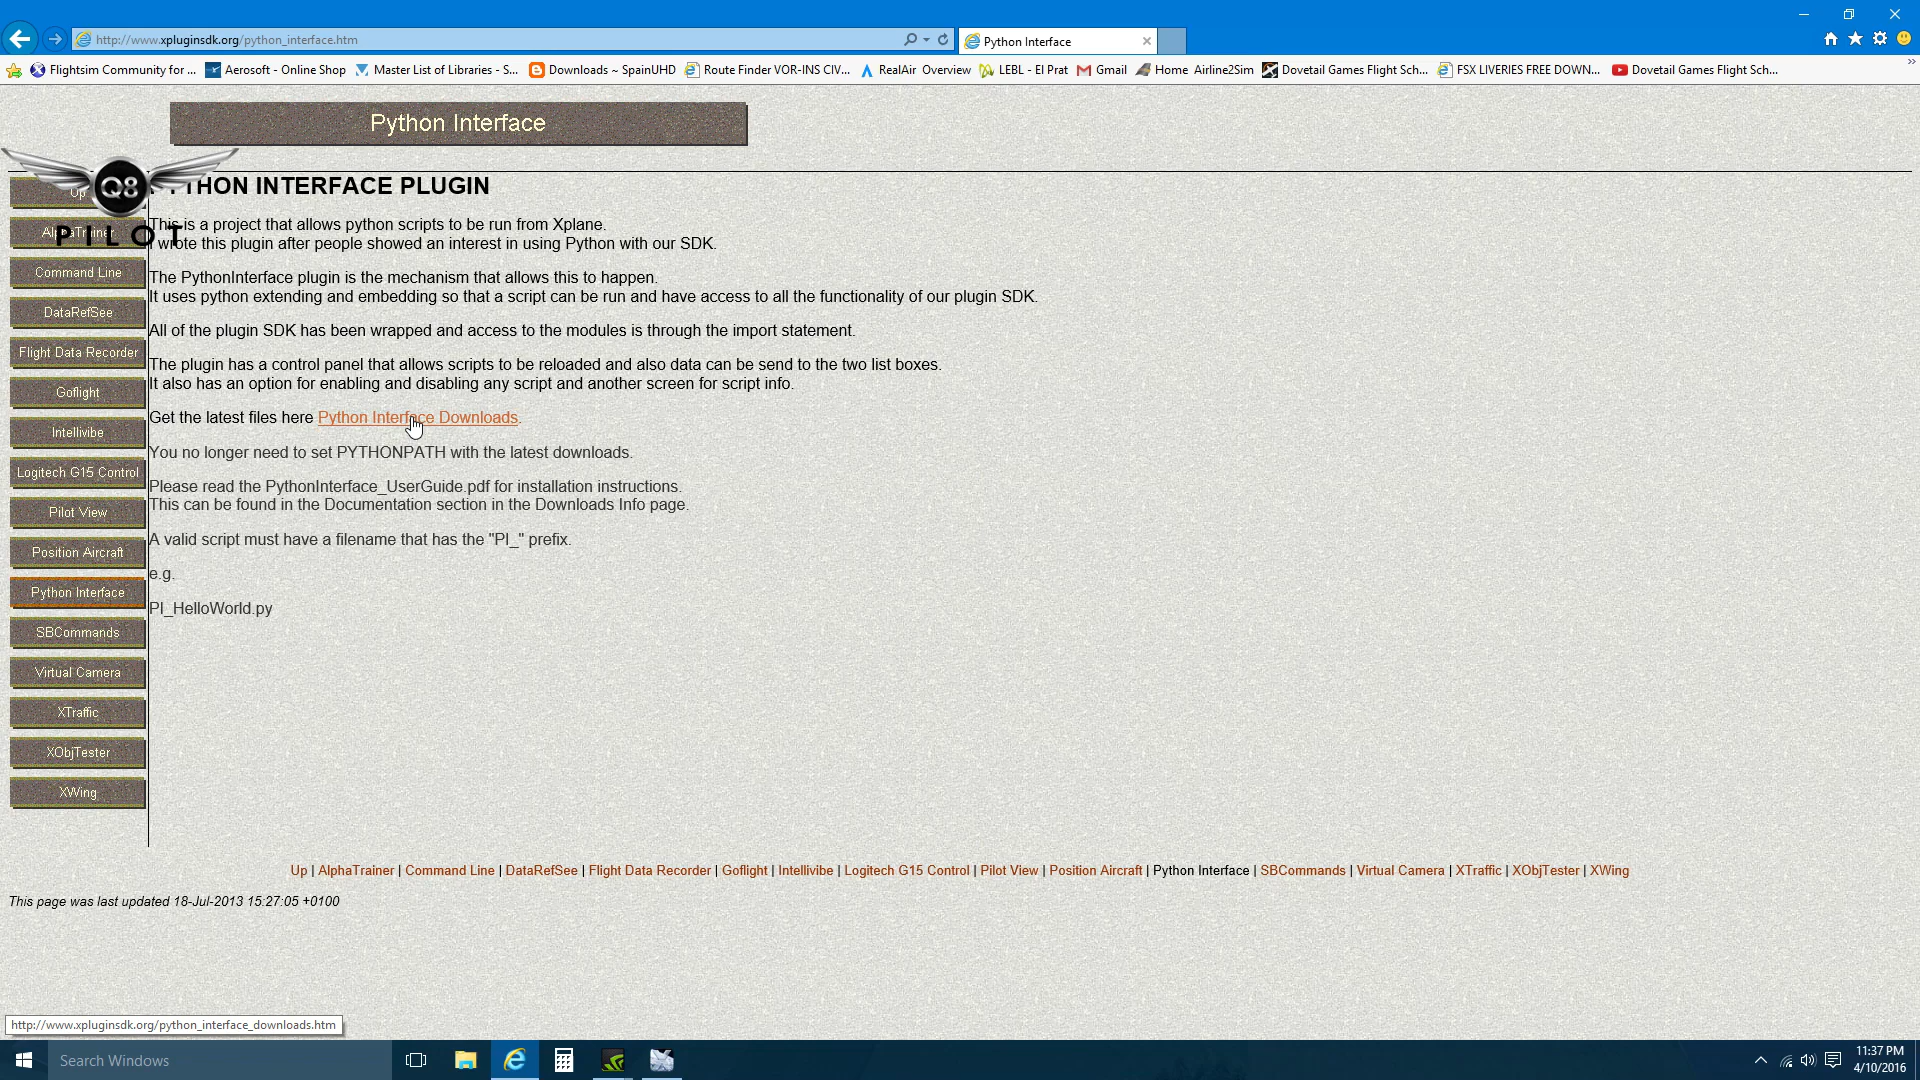 http://www.xpluginsdk.org/python_interface.htm
Python Interface
Flightsim Community for ...
Aerosoft - Online Shop
Master List of Libraries - S...
Downloads ~ SpainUHD
Route Finder VOR-INS CIV...
RealAir Overview
LEBL - El Prat
Gmail
Home Airline2Sim
Dovetail Games Flight Sch...
FSX LIVERIES FREE DOWN...
Dovetail Games Flight Sch...
Python Interface
Q8
PILOT
THON INTERFACE PLUGIN
This is a project that allows python scripts to be run from Xplane.
I wrote this plugin after people showed an interest in using Python with our SDK.
The PythonInterface plugin is the mechanism that allows this to happen.
It uses python extending and embedding so that a script can be run and have access to all the functionality of our plugin SDK.
All of the plugin SDK has been wrapped and access to the modules is through the import statement.
The plugin has a control panel that allows scripts to be reloaded and also data can be send to the two list boxes.
It also has an option for enabling and disabling any script and another screen for script info.
Get the latest files here Python Interface Downloads.
You no longer need to set PYTHONPATH with the latest downloads.
Please read the PythonInterface_UserGuide.pdf for installation instructions.
This can be found in the Documentation section in the Downloads Info page.
A valid script must have a filename that has the "PI_" prefix.
e.g.
PI_HelloWorld.py
Up
AlphaTrainer
Command Line
DataRefSee
Flight Data Recorder
Goflight
Intellivibe
Logitech G15 Control
Pilot View
Position Aircraft
Python Interface
SBCommands
Virtual Camera
XTraffic
XObjTester
XWing
Up | AlphaTrainer | Command Line | DataRefSee | Flight Data Recorder | Goflight | Intellivibe | Logitech G15 Control | Pilot View | Position Aircraft | Python Interface | SBCommands | Virtual Camera | XTraffic | XObjTester | XWing
This page was last updated 18-Jul-2013 15:27:05 +0100
http://www.xpluginsdk.org/python_interface_downloads.htm
Search Windows
11:37 PM
4/10/2016